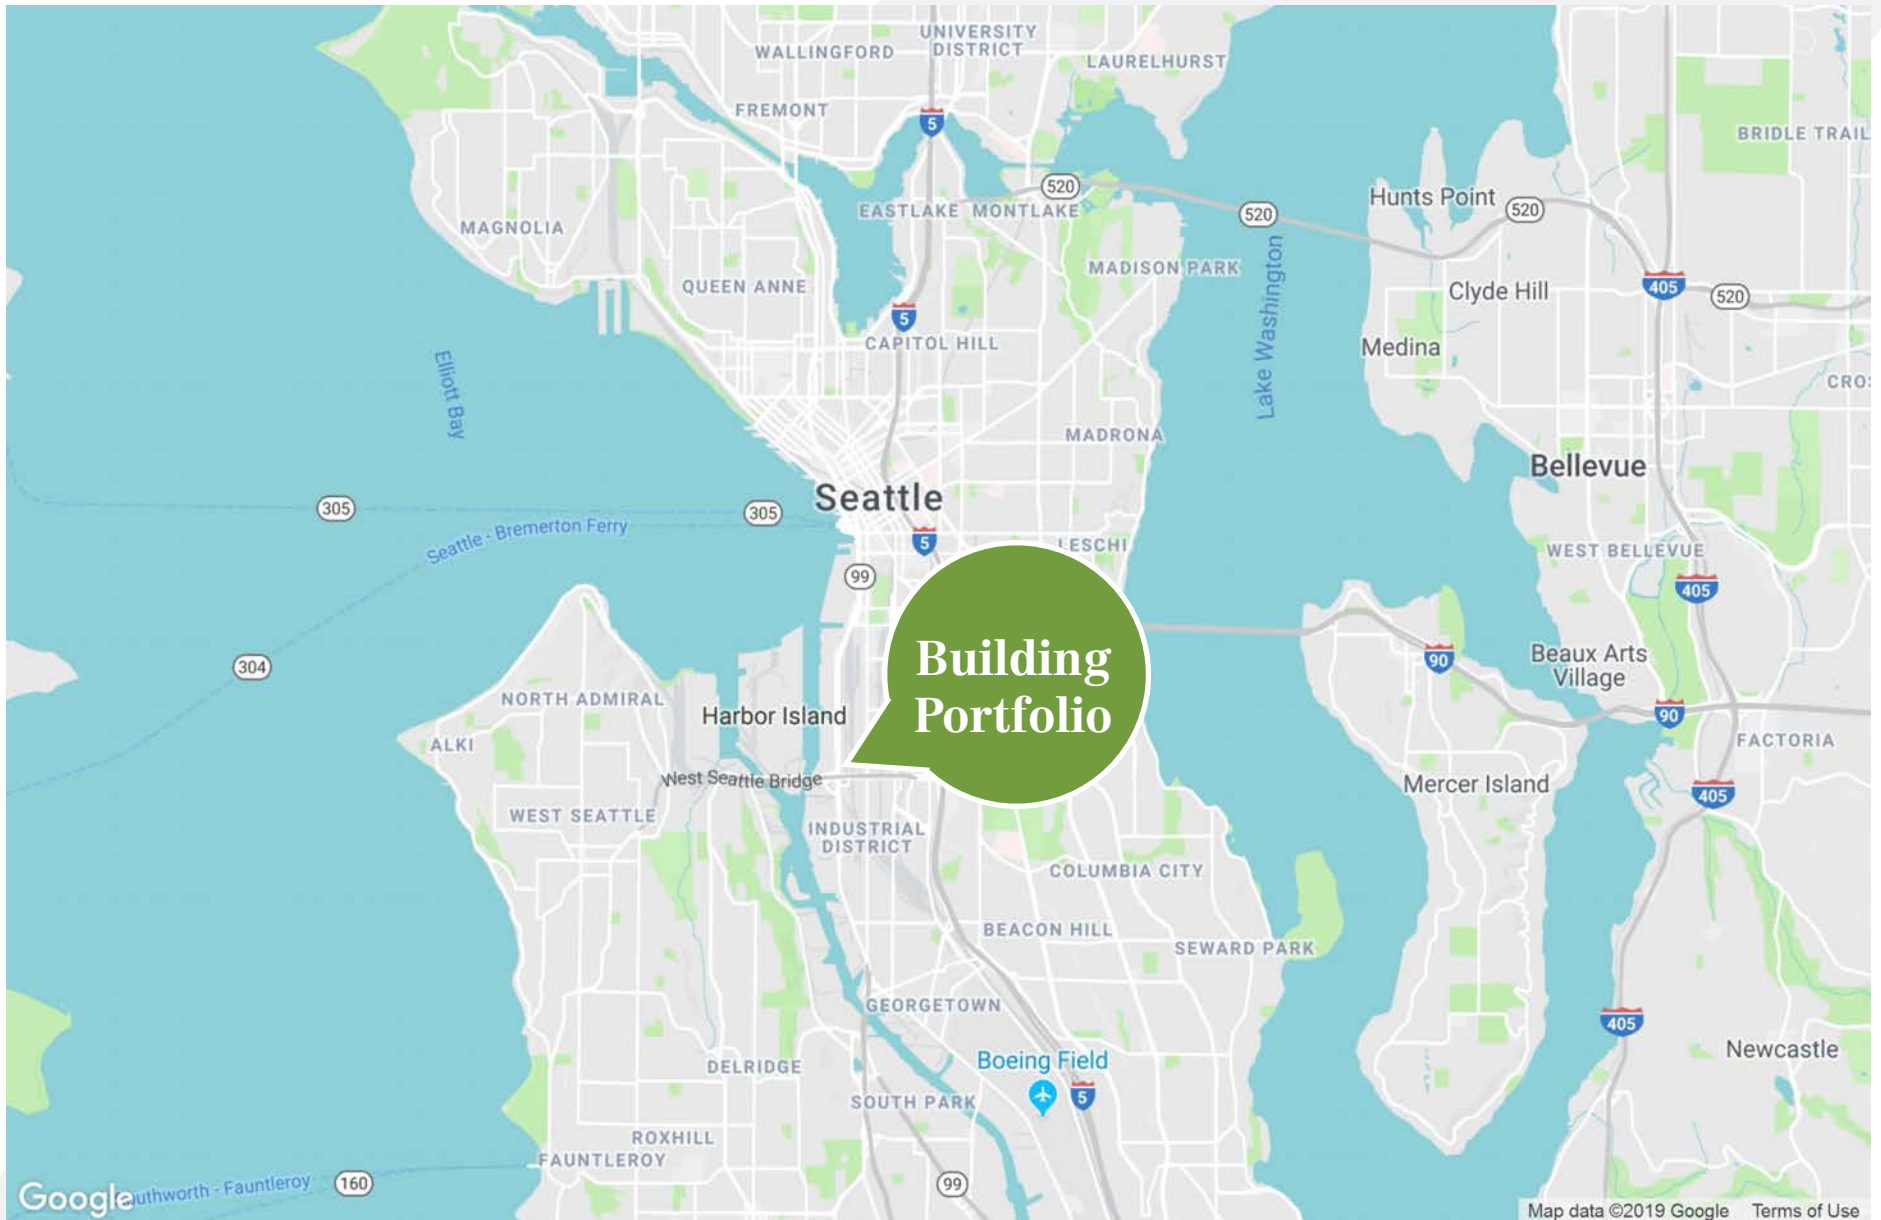 UNIVERSITY
DISTRICT
WALLINGFORD
LAURELHURST
FREMONT
5
BRIDLE TRAIL
520
Hunts Point
520
EASTLAKE
MONTLAKE
520
MAGNOLIA
MADISON PARK
QUEEN ANNE
Clyde Hill
405
520
5
Lake Washington
CAPITOL HILL
Medina
Elliott Bay
CROS
MADRONA
Bellevue
Seattle
305
305
Seattle - Bremerton Ferry
5
LESCHI
WEST BELLEVUE
99
405
Building
Portfolio
304
90
Beaux Arts
Village
NORTH ADMIRAL
Harbor Island
90
ALKI
FACTORIA
West Seattle Bridge
Mercer Island
405
WEST SEATTLE
INDUSTRIAL
DISTRICT
COLUMBIA CITY
BEACON HILL
SEWARD PARK
GEORGETOWN
405
Boeing Field
Newcastle
DELRIDGE
5
SOUTH PARK
ROXHILL
FAUNTLEROY
Google
uthworth - Fauntleroy
160
99
Map data ©2019 Google
Terms of Use